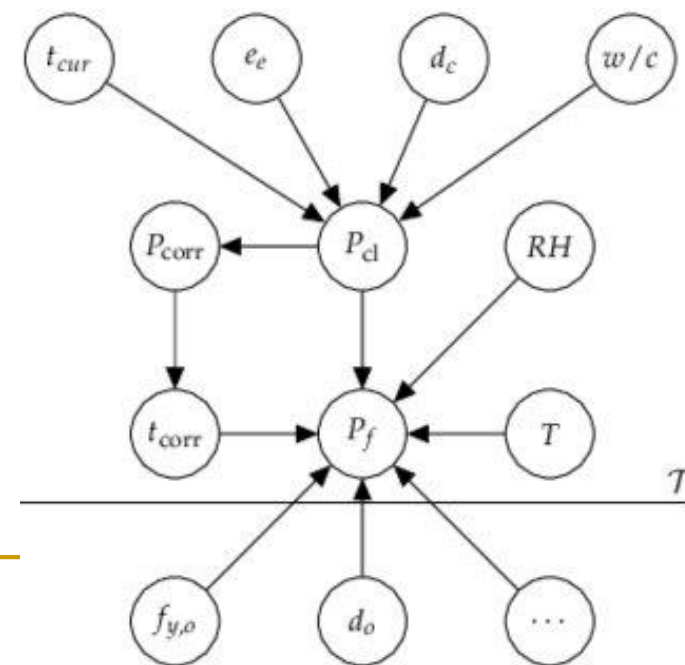 t_cur e_e d_c w/c
P_corr P_cl RH
t_corr P_f T
𝒯
f_y,o d_o ...